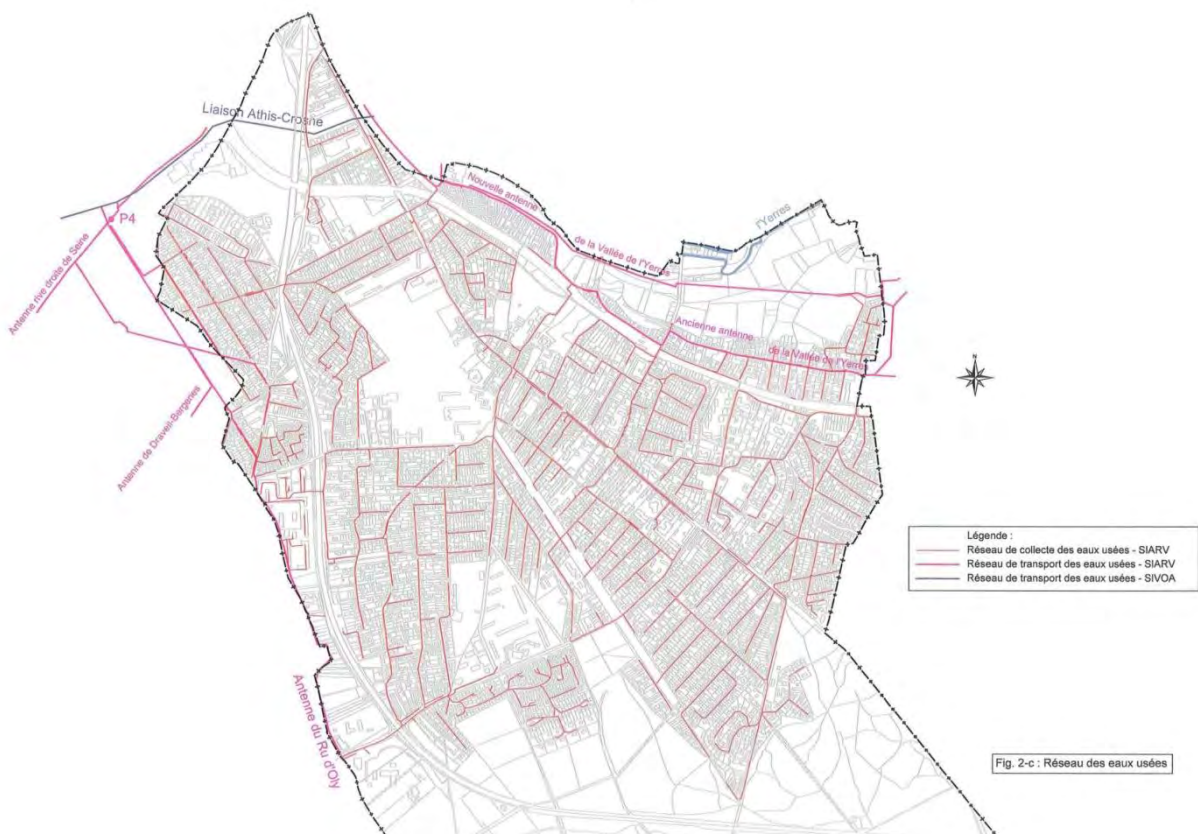 Liaison Athis-Crosne
P4
Antenne rive droite de Seine
Nouvelle antenne
de la Vallée de l'Yerres
l'Yerres
Ancienne antenne
de la Vallée de l'Yerres
N
Antenne de Draveil-Bergeries
Antenne du Ru d'Oly
Légende :
Réseau de collecte des eaux usées - SIARV
Réseau de transport des eaux usées - SIARV
Réseau de transport des eaux usées - SIVOA
Fig. 2-c : Réseau des eaux usées